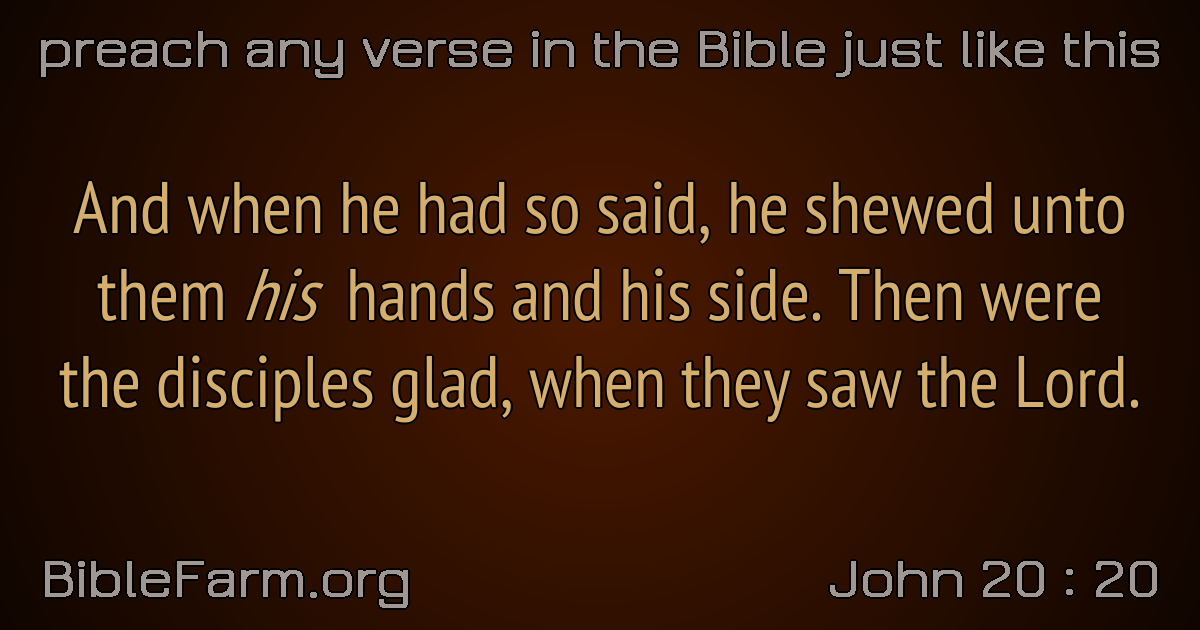 preach any verse in the Bible just like this
And when he had so said, he shewed unto
them his hands and his side. Then were
the disciples glad, when they saw the Lord.
BibleFarm.org
John 20 : 20